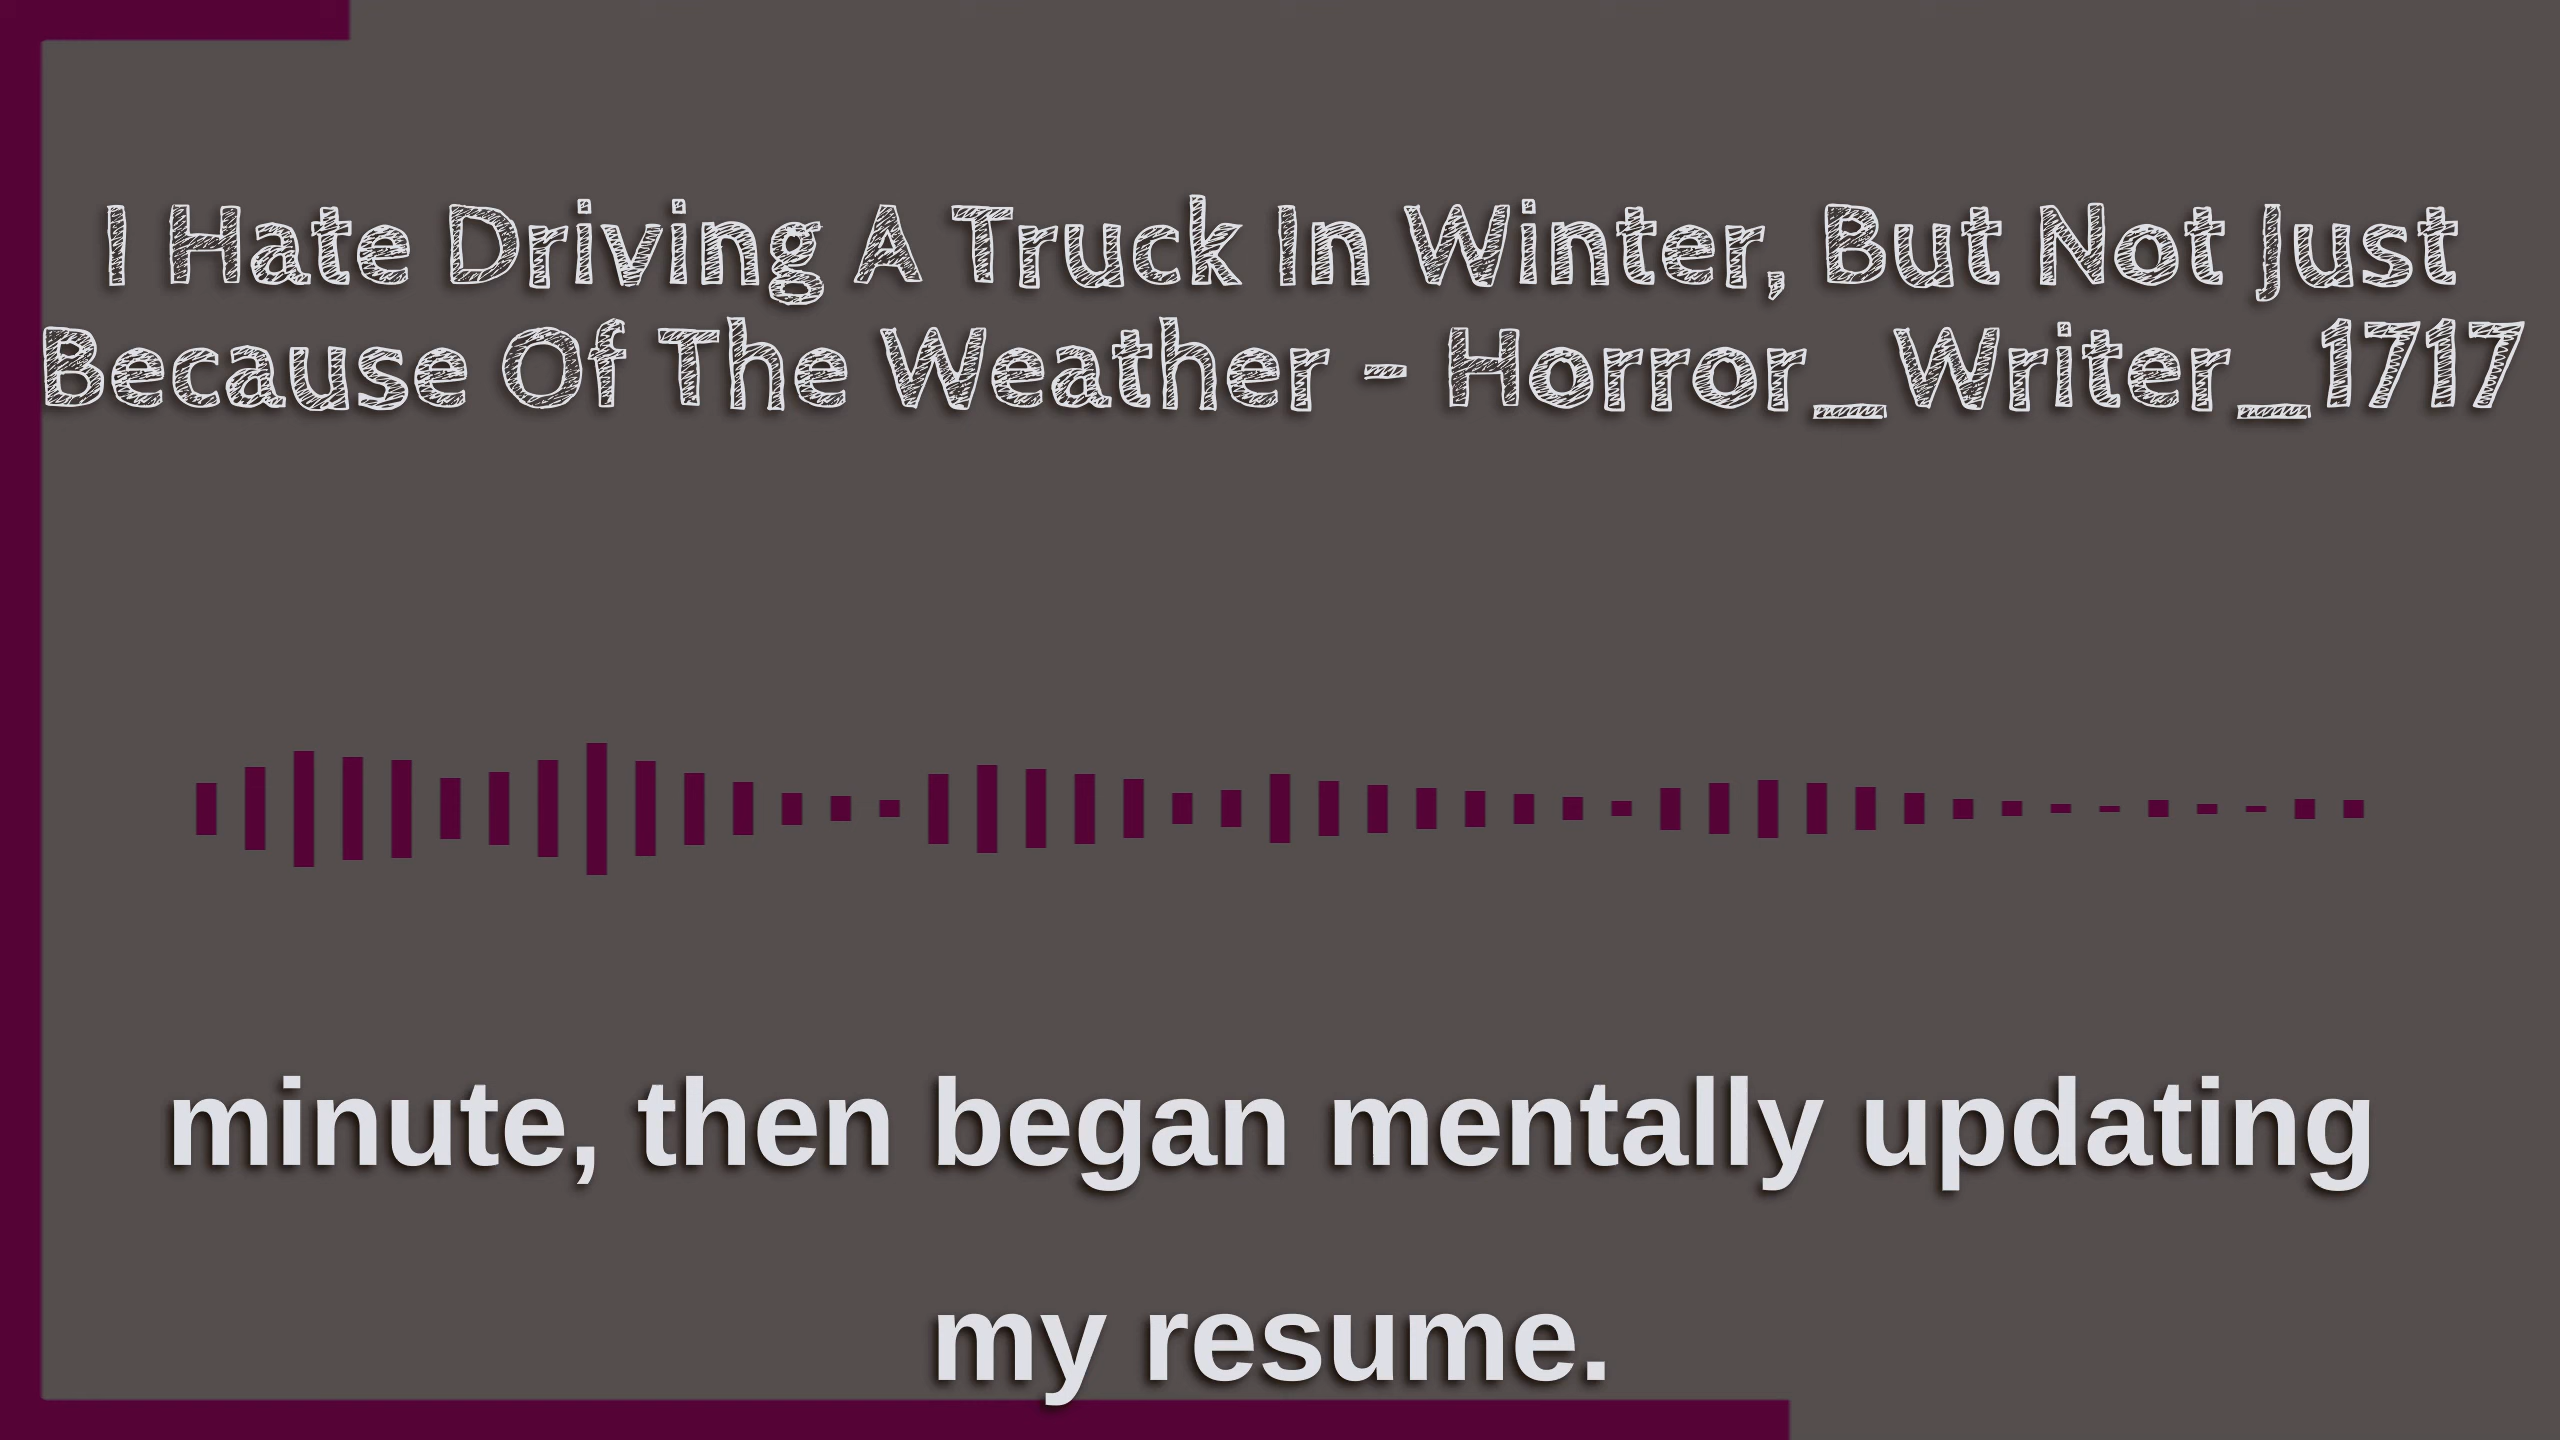 I Hate Driving A Truck In Winter, But Not Just
Because Of The Weather - Horror_Writer_1717
minute, then began mentally updating
my resume.